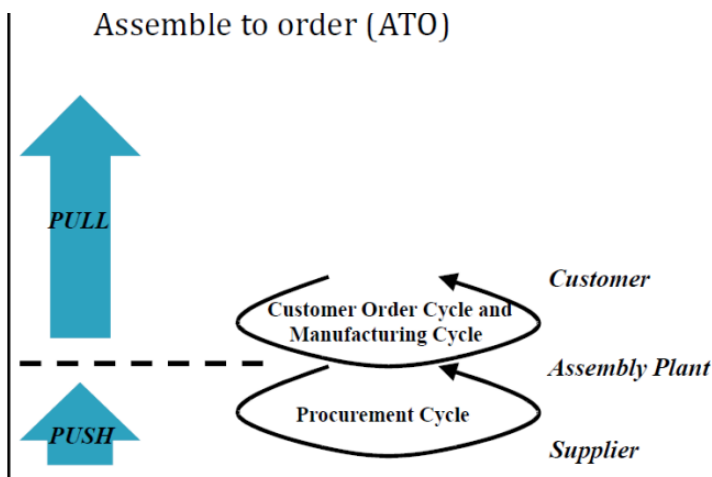 Assemble to order (ATO)
PULL
Customer
Customer Order Cycle and
Manufacturing Cycle
Assembly Plant
Procurement Cycle
PUSH
Supplier